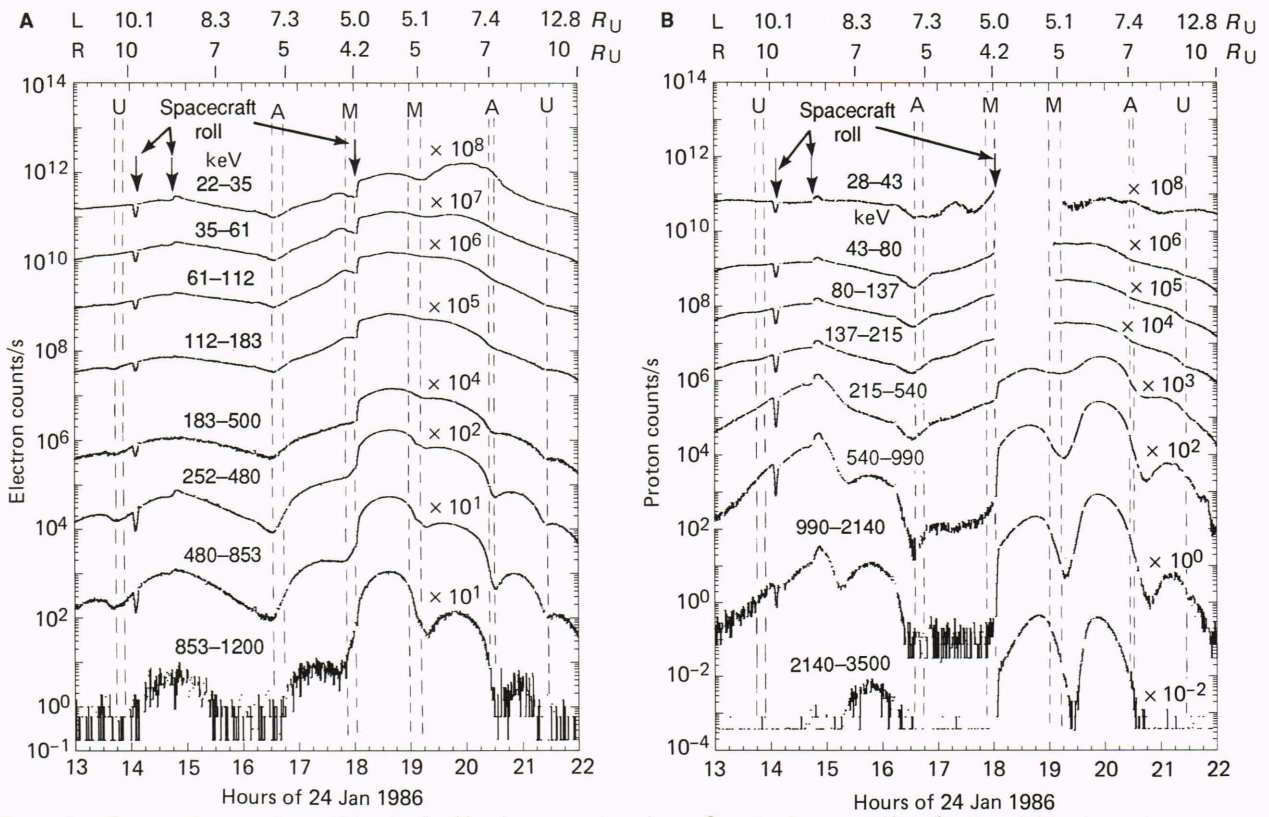 A L 10.1 8.3 7.3 5.0 5.1 7.4 12.8 R_U
R 10 7 5 4.2 5 7 10 R_U
10^14
U A M M A U
Spacecraft
roll
keV
× 10^8
10^12
22–35
× 10^7
35–61
× 10^6
10^10
61–112
× 10^5
112–183
10^8
× 10^4
183–500
× 10^2
10^6
252–480
× 10^1
10^4
480–853
× 10^1
10^2
853–1200
10^0
10^−1
Electron counts/s
13 14 15 16 17 18 19 20 21 22
Hours of 24 Jan 1986
B L 10.1 8.3 7.3 5.0 5.1 7.4 12.8 R_U
R 10 7 5 4.2 5 7 10 R_U
10^14
U A M M A U
Spacecraft
roll
10^12
28–43
× 10^8
keV
10^10
43–80
× 10^6
80–137
× 10^5
10^8
137–215
× 10^4
10^6
215–540
× 10^3
10^4
540–990
× 10^2
10^2
990–2140
× 10^0
10^0
2140–3500
10^−2
× 10^−2
10^−4
Proton counts/s
13 14 15 16 17 18 19 20 21 22
Hours of 24 Jan 1986